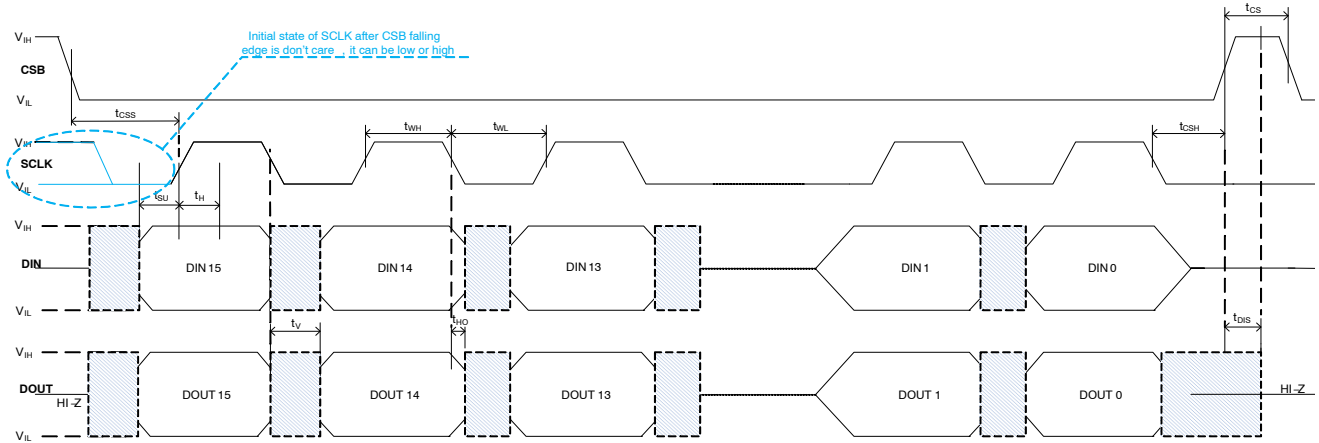 Initial state of SCLK after CSB falling
edge is don't care , it can be low or high
tCS
VIH
CSB
VIL
tCSS
tWH
tWL
tCSH
VIH
SCLK
VIL
tSU
tH
VIH
DIN
VIL
DIN 15
DIN 14
DIN 13
DIN 1
DIN 0
tV
tHO
tDIS
VIH
DOUT
HI-Z
VIL
DOUT 15
DOUT 14
DOUT 13
DOUT 1
DOUT 0
HI-Z